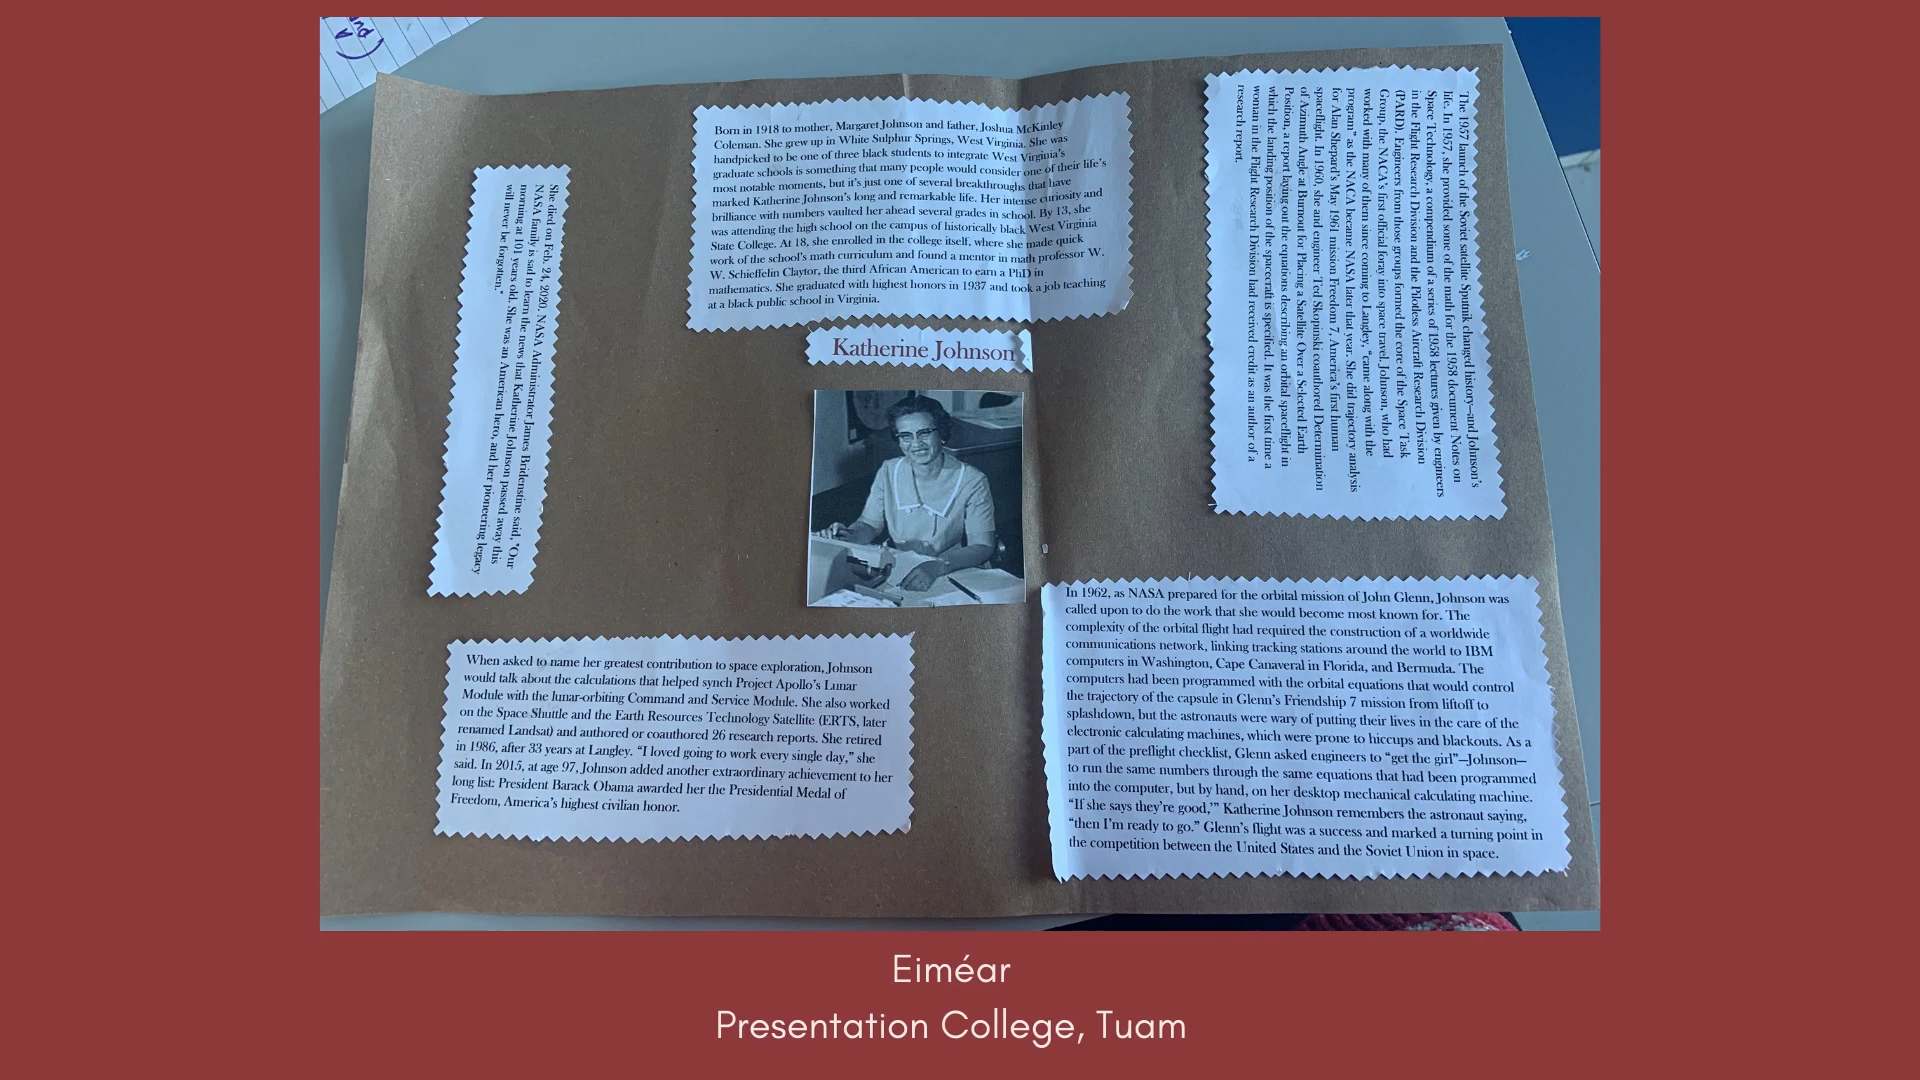 Born in 1918 to mother, Margaret Johnson and father, Joshua McKinley
Coleman. She grew up in White Sulphur Springs, West Virginia. She was
handpicked to be one of three black students to integrate West Virginia's
graduate schools is something that many people would consider one of their life's
most notable moments, but it's just one of several breakthroughs that have
marked Katherine Johnson's long and remarkable life. Her intense curiosity and
brilliance with numbers vaulted her ahead several grades in school. By 13, she
was attending the high school on the campus of historically black West Virginia
State College. At 18, she enrolled in the college itself, where she made quick
work of the school's math curriculum and found a mentor in math professor W.
W. Schieffelin Claytor, the third African American to earn a PhD in
mathematics. She graduated with highest honors in 1937 and took a job teaching
at a black public school in Virginia.
The 1957 launch of the Soviet satellite Sputnik changed history—and Johnson's
life. In 1957, she provided some of the math for the 1958 document Notes on
Space Technology, a compendium of a series of 1958 lectures given by engineers
in the Flight Research Division and the Pilotless Aircraft Research Division
(PARD). Engineers from those groups formed the core of the Space Task
Group, the NACA's first official foray into space travel. Johnson, who had
worked with many of them since coming to Langley, "came along with the
program" as the NACA became NASA later that year. She did trajectory analysis
for Alan Shepard's May 1961 mission Freedom 7, America's first human
spaceflight. In 1960, she and engineer Ted Skopinski coauthored Determination
of Azimuth Angle at Burnout for Placing a Satellite Over a Selected Earth
Position, a report laying out the equations describing an orbital spaceflight in
which the landing position of the spacecraft is specified. It was the first time a
woman in the Flight Research Division had received credit as an author of a
research report.
She died on Feb. 24, 2020. NASA Administrator James Bridenstine said, "Our
NASA family is sad to learn the news that Katherine Johnson passed away this
morning at 101 years old. She was an American hero, and her pioneering legacy
will never be forgotten."
Katherine Johnson
When asked to name her greatest contribution to space exploration, Johnson
would talk about the calculations that helped synch Project Apollo's Lunar
Module with the lunar-orbiting Command and Service Module. She also worked
on the Space Shuttle and the Earth Resources Technology Satellite (ERTS, later
renamed Landsat) and authored or coauthored 26 research reports. She retired
in 1986, after 33 years at Langley. "I loved going to work every single day," she
said. In 2015, at age 97, Johnson added another extraordinary achievement to her
long list: President Barack Obama awarded her the Presidential Medal of
Freedom, America's highest civilian honor.
In 1962, as NASA prepared for the orbital mission of John Glenn, Johnson was
called upon to do the work that she would become most known for. The
complexity of the orbital flight had required the construction of a worldwide
communications network, linking tracking stations around the world to IBM
computers in Washington, Cape Canaveral in Florida, and Bermuda. The
computers had been programmed with the orbital equations that would control
the trajectory of the capsule in Glenn's Friendship 7 mission from liftoff to
splashdown, but the astronauts were wary of putting their lives in the care of the
electronic calculating machines, which were prone to hiccups and blackouts. As a
part of the preflight checklist, Glenn asked engineers to "get the girl"—Johnson—
to run the same numbers through the same equations that had been programmed
into the computer, but by hand, on her desktop mechanical calculating machine.
"If she says they're good,'" Katherine Johnson remembers the astronaut saying,
"then I'm ready to go." Glenn's flight was a success and marked a turning point in
the competition between the United States and the Soviet Union in space.
Eiméar
Presentation College, Tuam